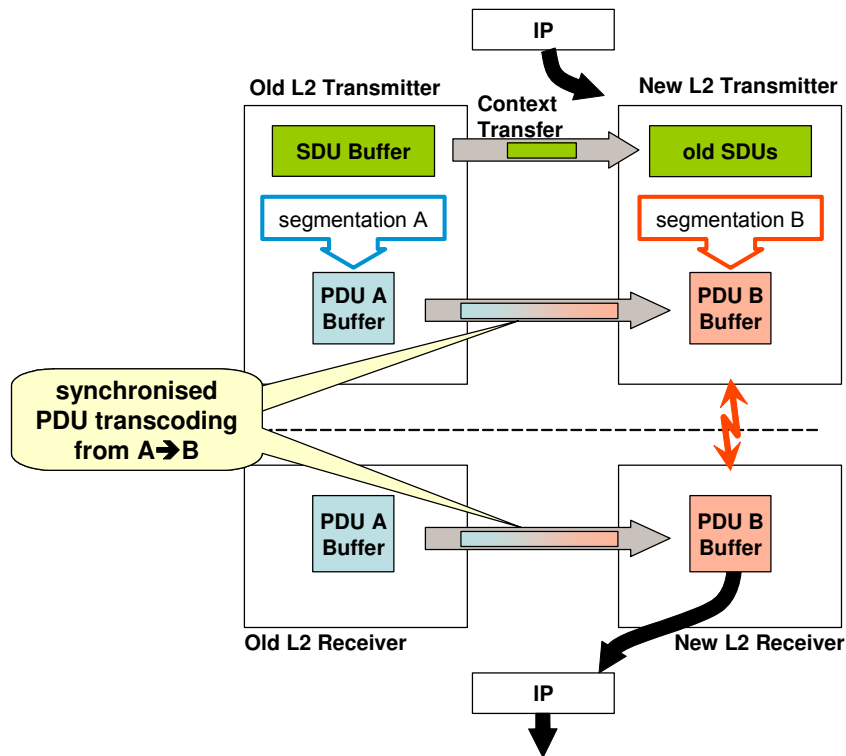 IP
Old L2 Transmitter
Context
Transfer
New L2 Transmitter
SDU Buffer
old SDUs
segmentation A
segmentation B
PDU A
Buffer
PDU B
Buffer
synchronised
PDU transcoding
from A➔B
PDU A
Buffer
PDU B
Buffer
Old L2 Receiver
New L2 Receiver
IP